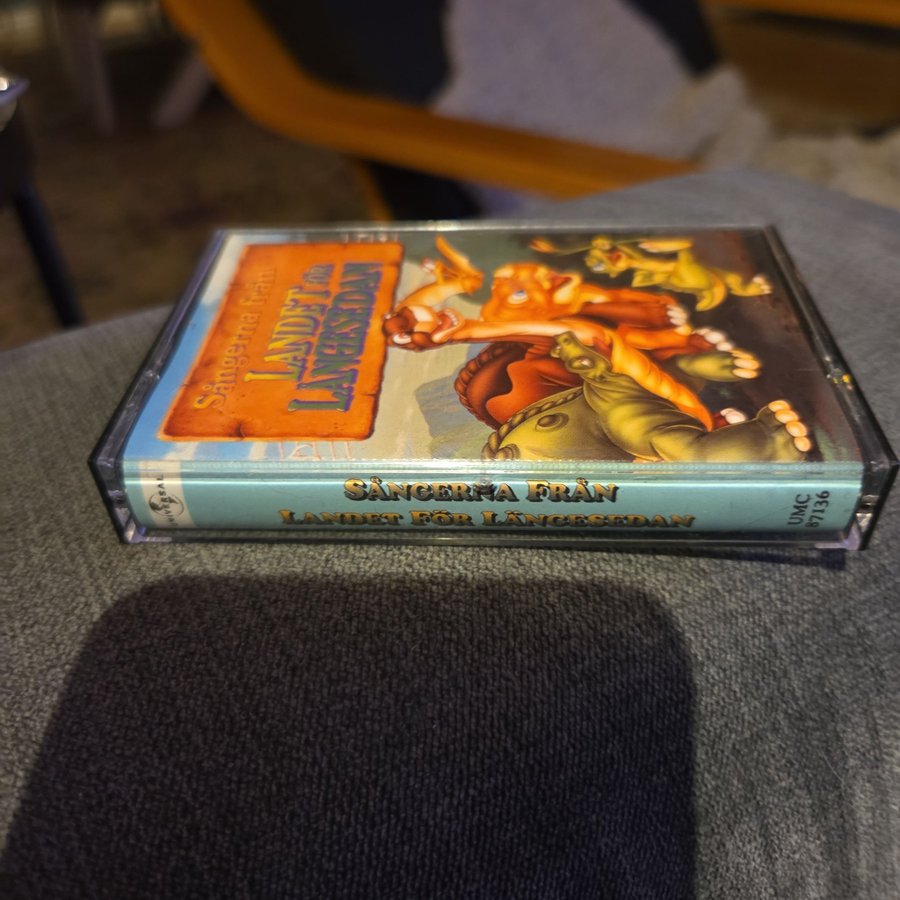 Sångerna från
LANDET FÖR
LÄNGESEDAN
UNIVERSAL
SÅNGERNA FRÅN
LANDET FÖR LÄNGESEDAN
UMC
87136